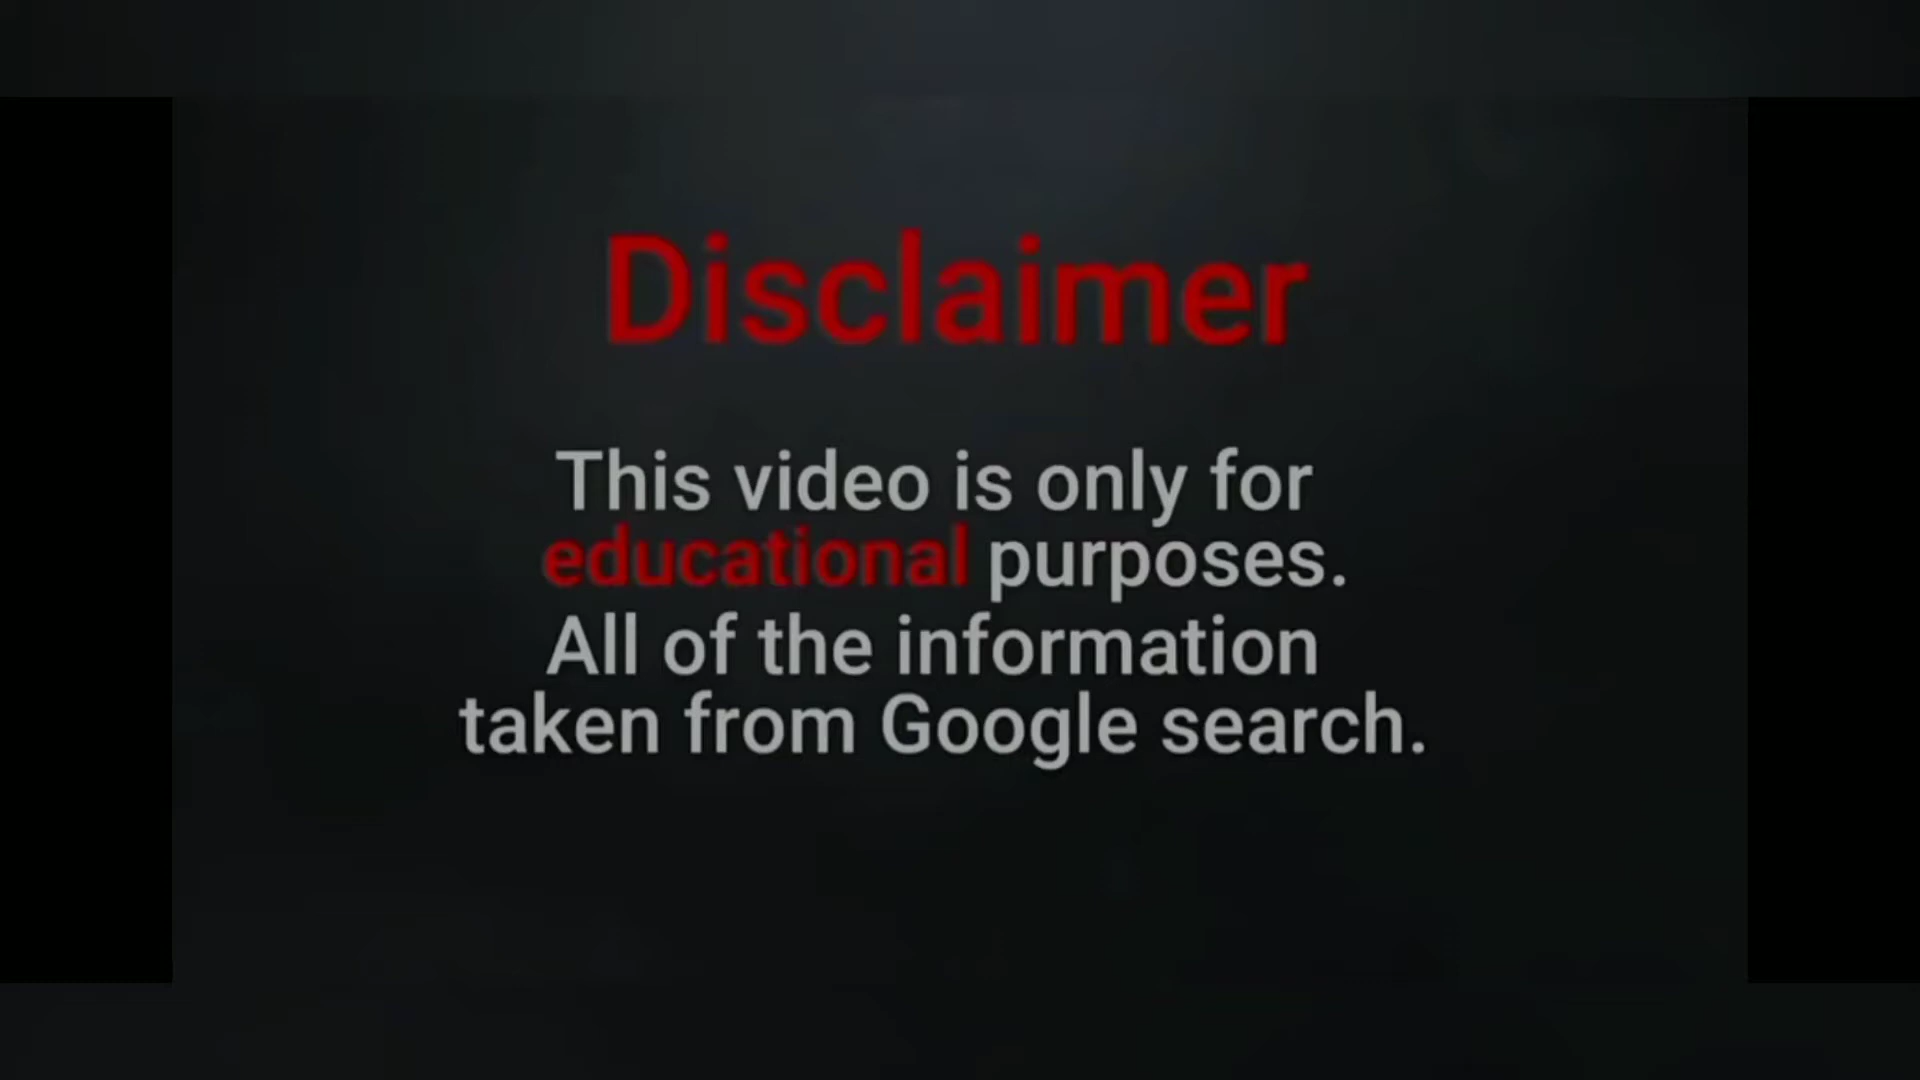 Disclaimer
This video is only for
educational purposes.
All of the information
taken from Google search.